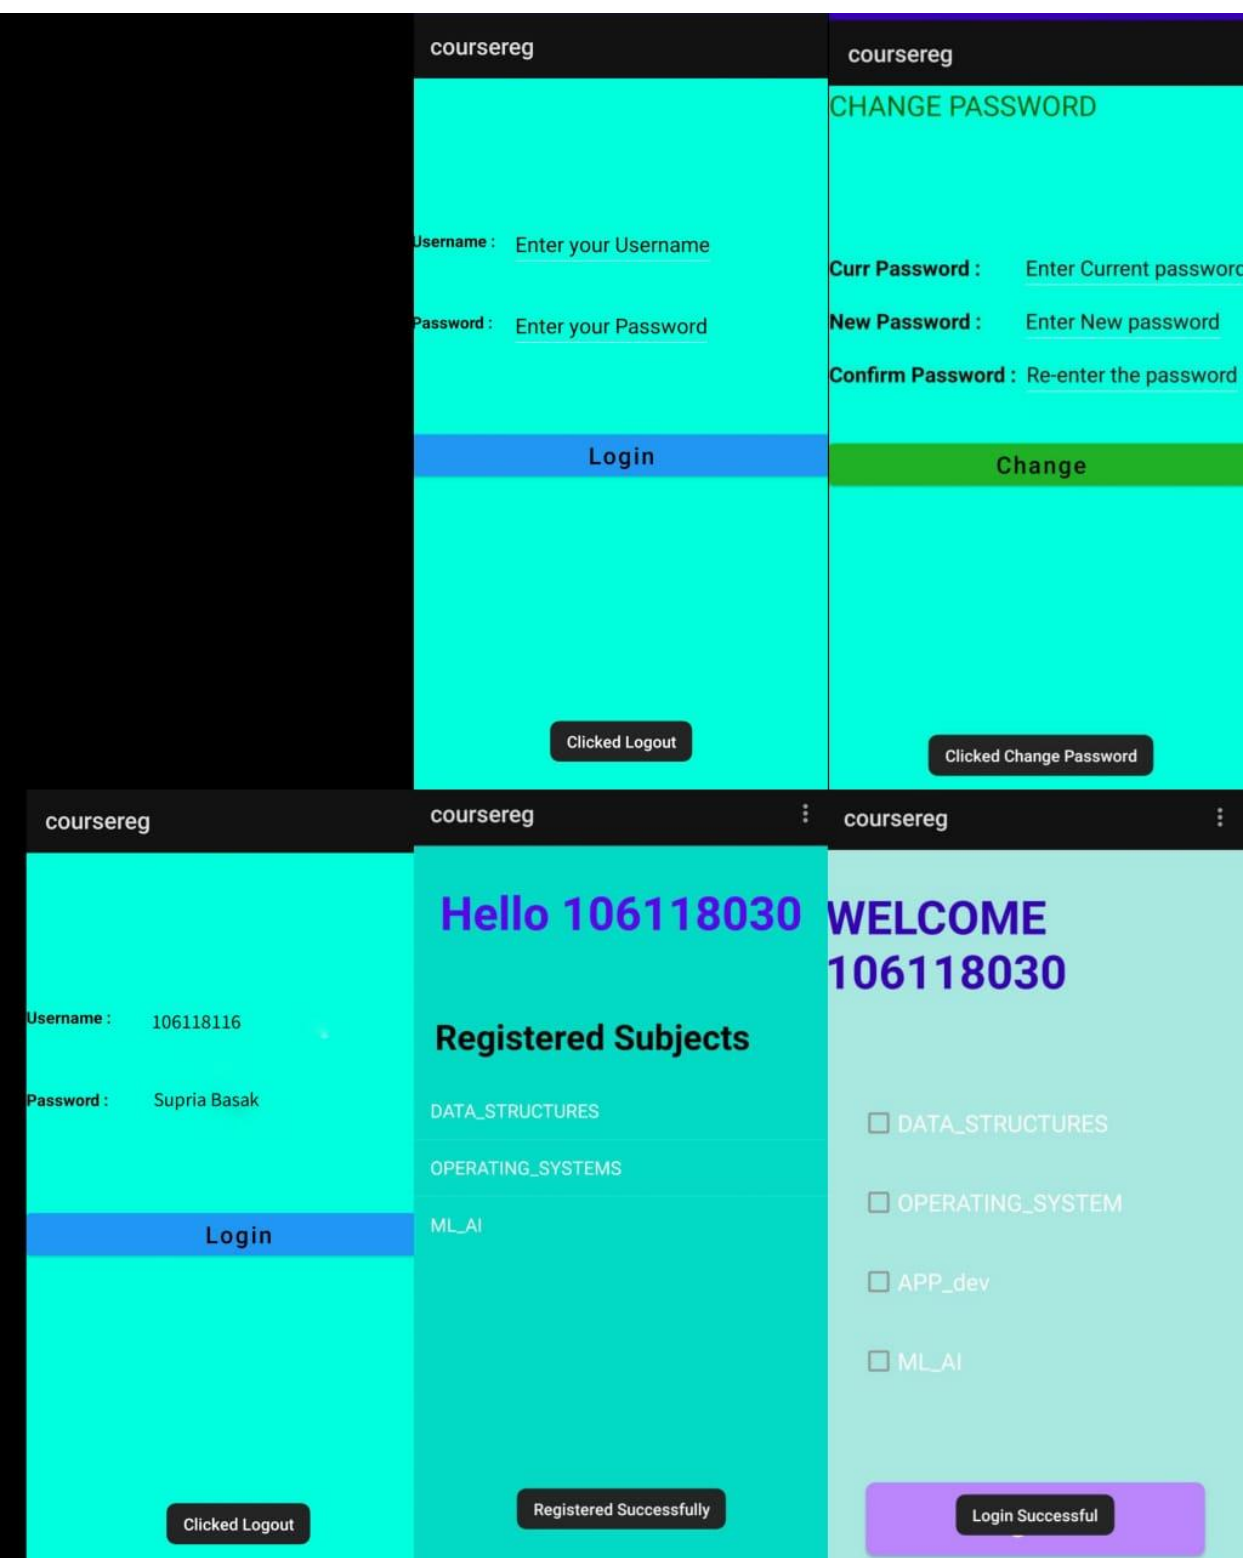 coursereg
Username : Enter your Username
Password : Enter your Password
Login
Clicked Logout
coursereg
CHANGE PASSWORD
Curr Password : Enter Current password
New Password : Enter New password
Confirm Password : Re-enter the password
Change
Clicked Change Password
coursereg
Username : 106118116
Password : Supria Basak
Login
Clicked Logout
coursereg
Hello 106118030
Registered Subjects
DATA_STRUCTURES
OPERATING_SYSTEMS
ML_AI
Registered Successfully
coursereg
WELCOME
106118030
DATA_STRUCTURES
OPERATING_SYSTEM
APP_dev
ML_AI
Login Successful